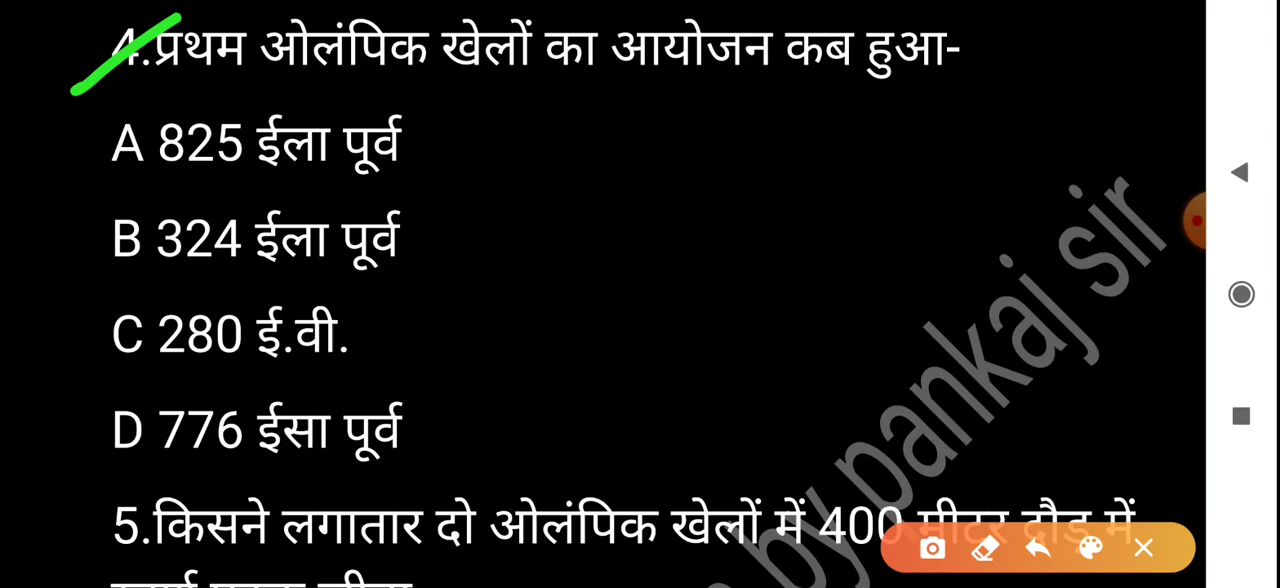 4.प्रथम ओलंपिक खेलों का आयोजन कब हुआ-
A 825 ईला पूर्व
B 324 ईला पूर्व
C 280 ई.वी.
D 776 ईसा पूर्व
5.किसने लगातार दो ओलंपिक खेलों में 400 मीटर दौड़ में
by pankaj sir